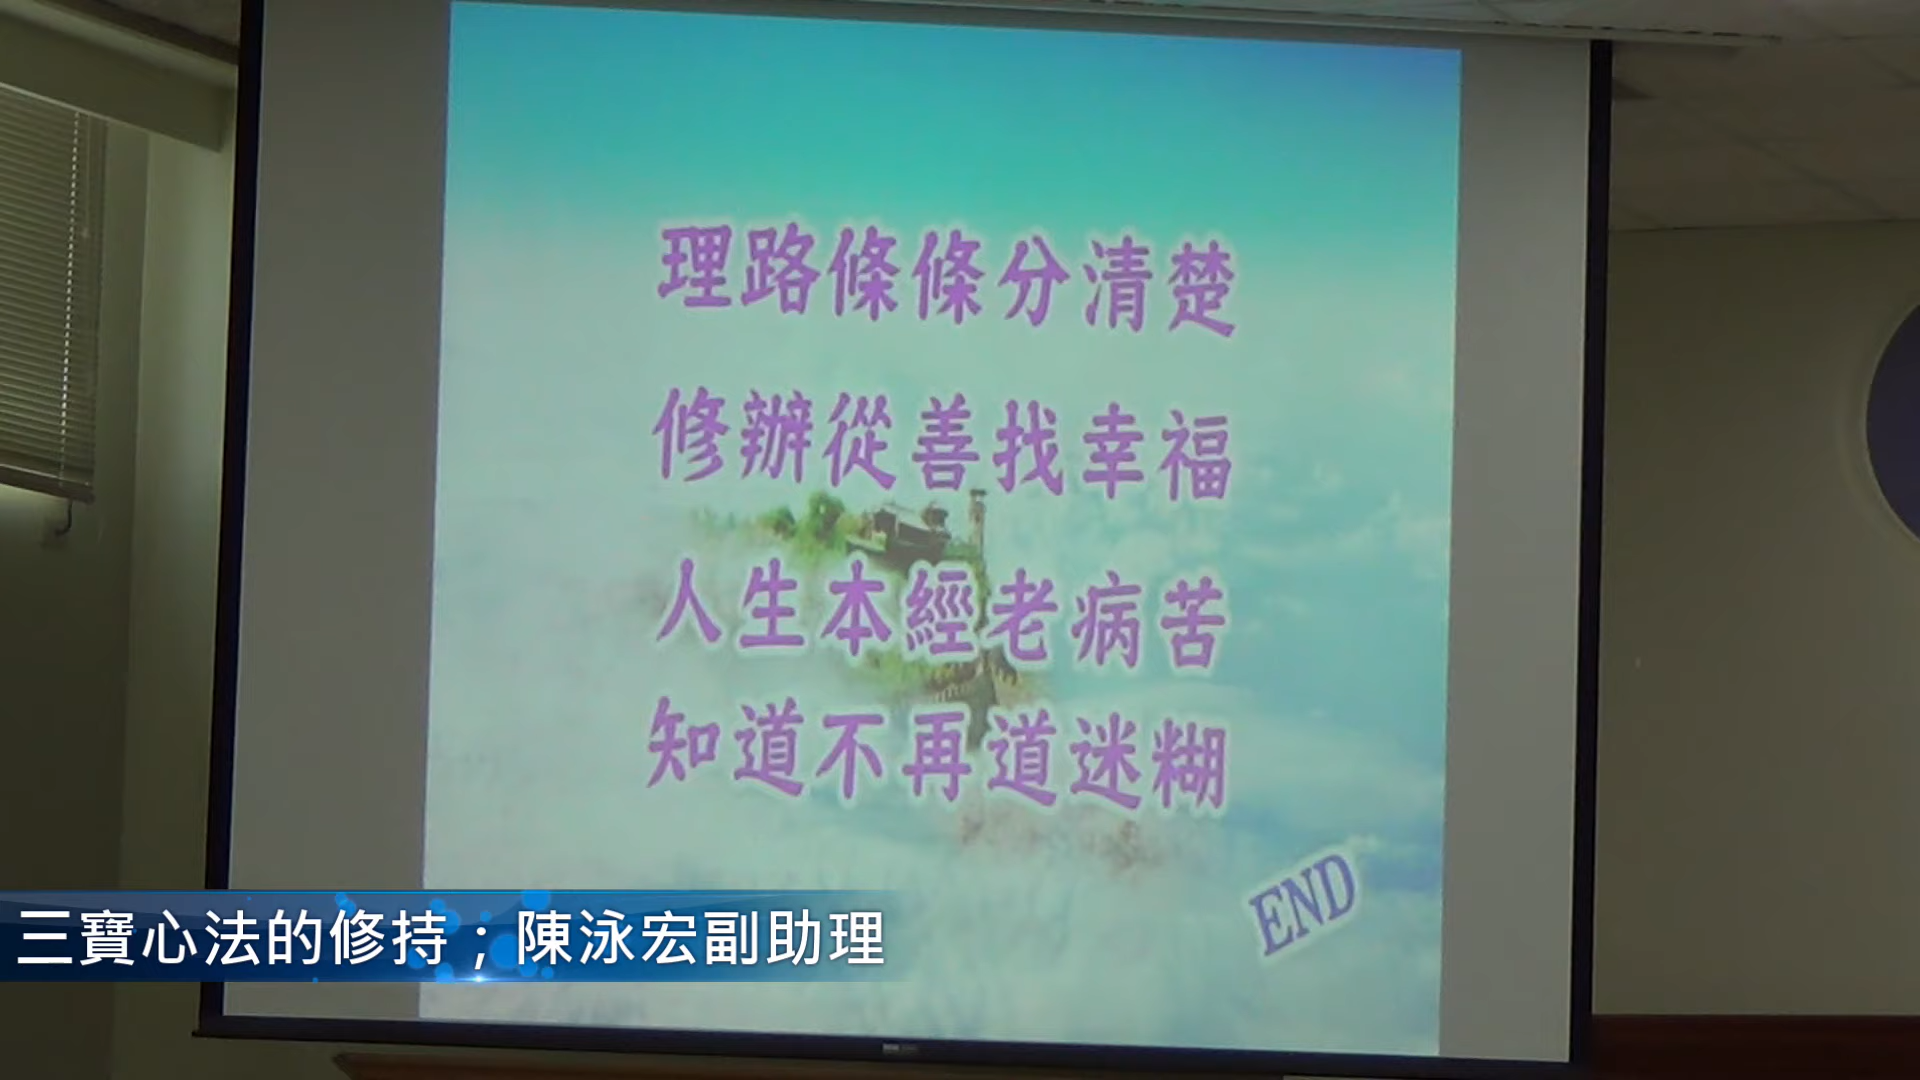 理路條條分清楚
修辦從善找幸福
人生本經老病苦
知道不再道迷糊
END
三寶心法的修持；陳泳宏副助理